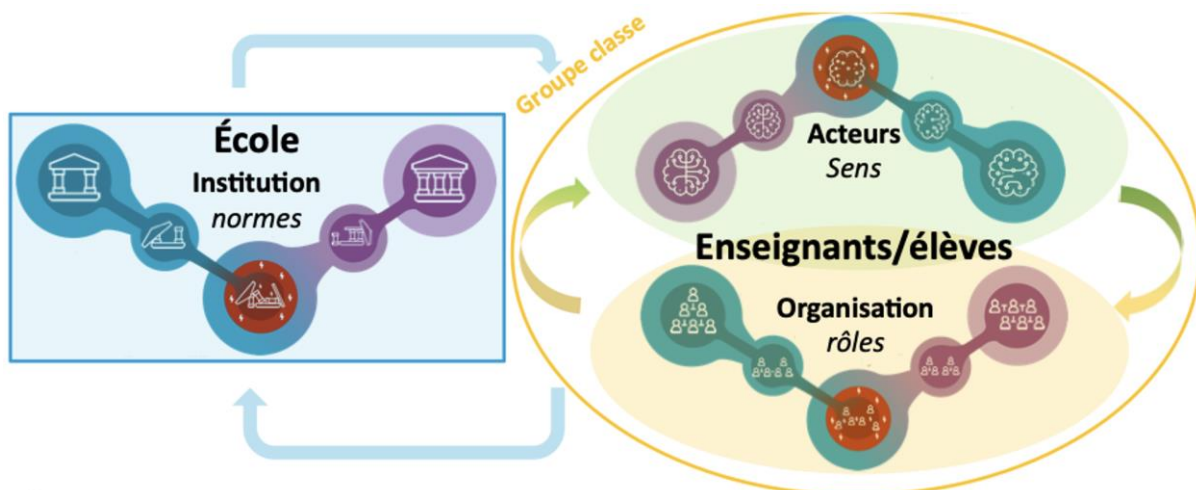 École
Institution
normes
Groupe classe
Acteurs
Sens
Enseignants/élèves
Organisation
rôles